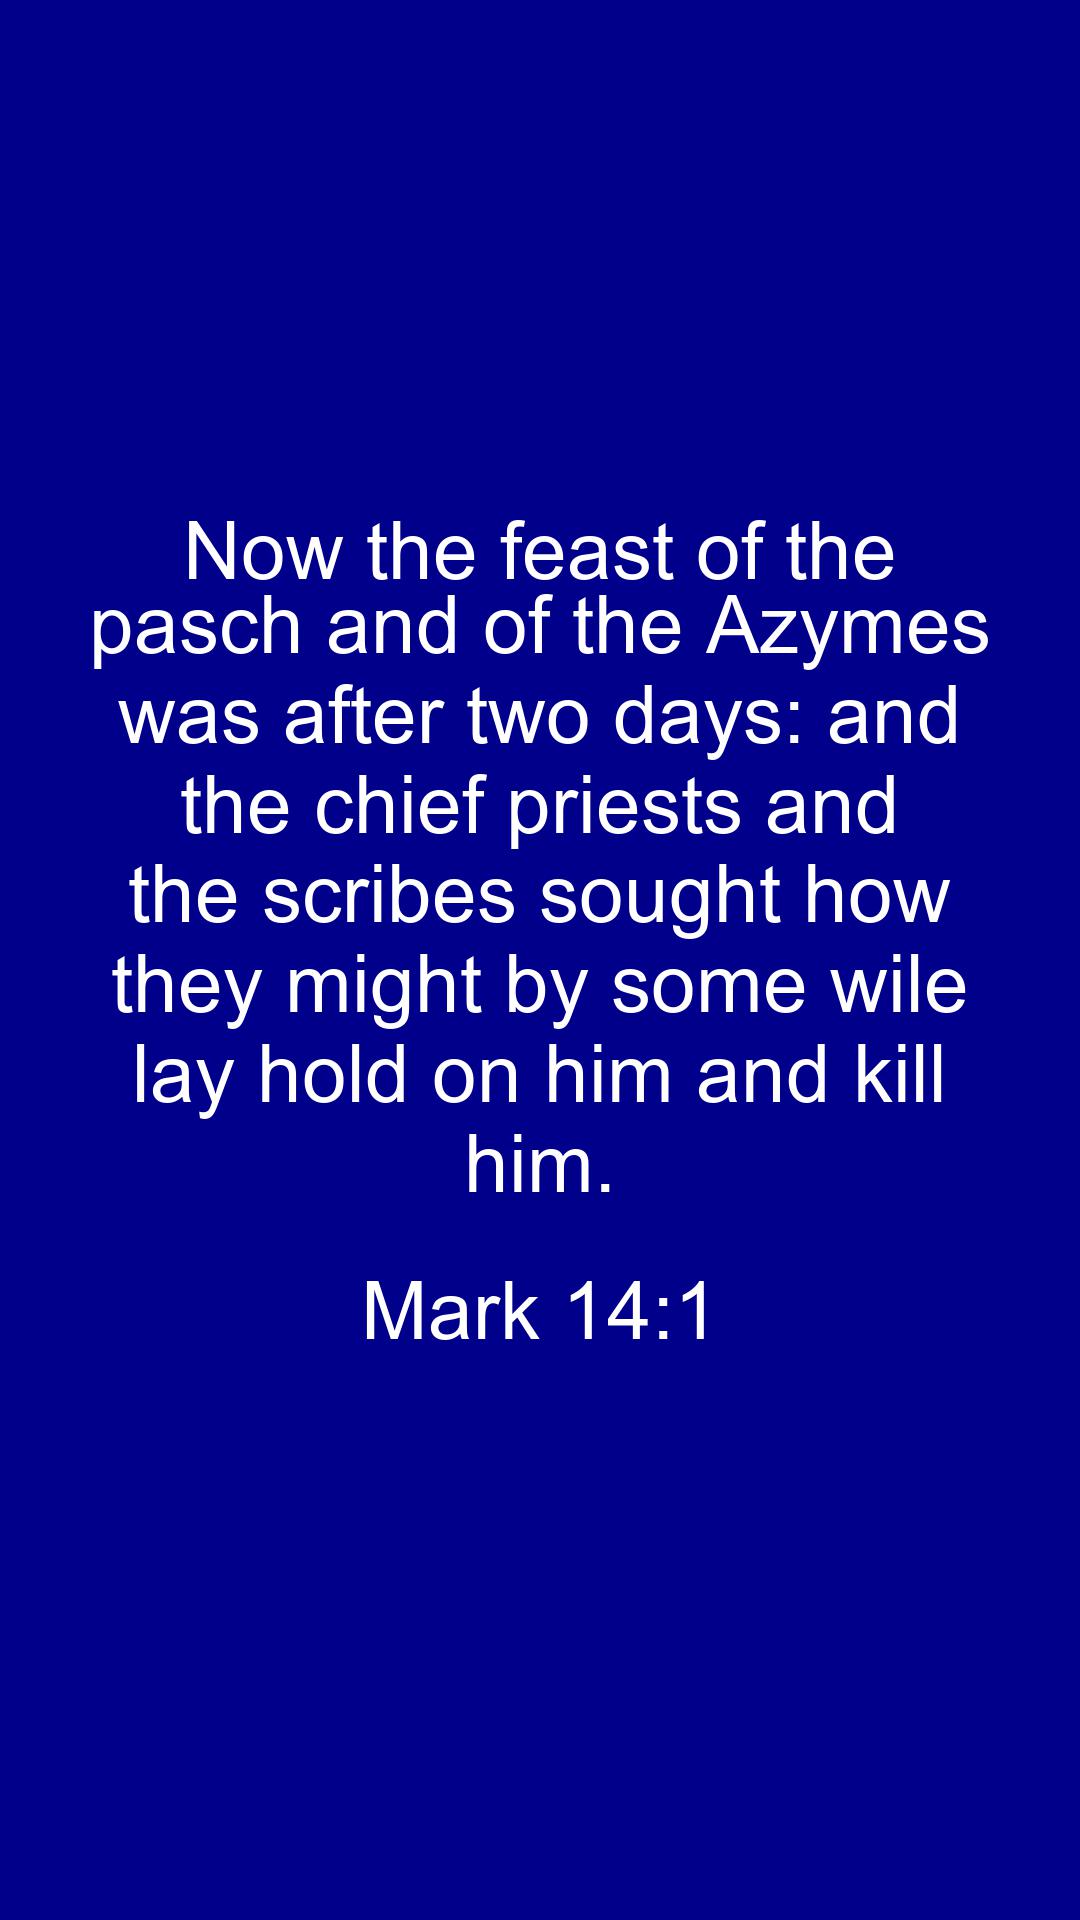 Now the feast of the
pasch and of the Azymes
was after two days: and
the chief priests and
the scribes sought how
they might by some wile
lay hold on him and kill
him.
Mark 14:1